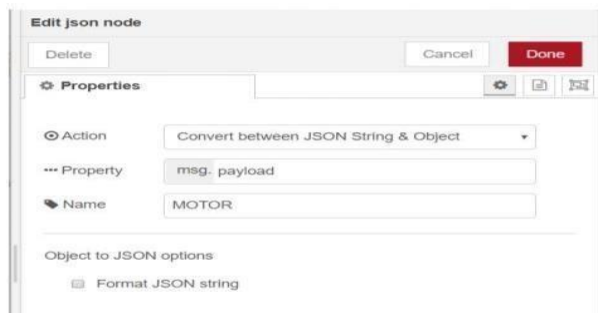 Edit json node
Delete Cancel Done
Properties
Action Convert between JSON String & Object
Property msg. payload
Name MOTOR
Object to JSON options
Format JSON string